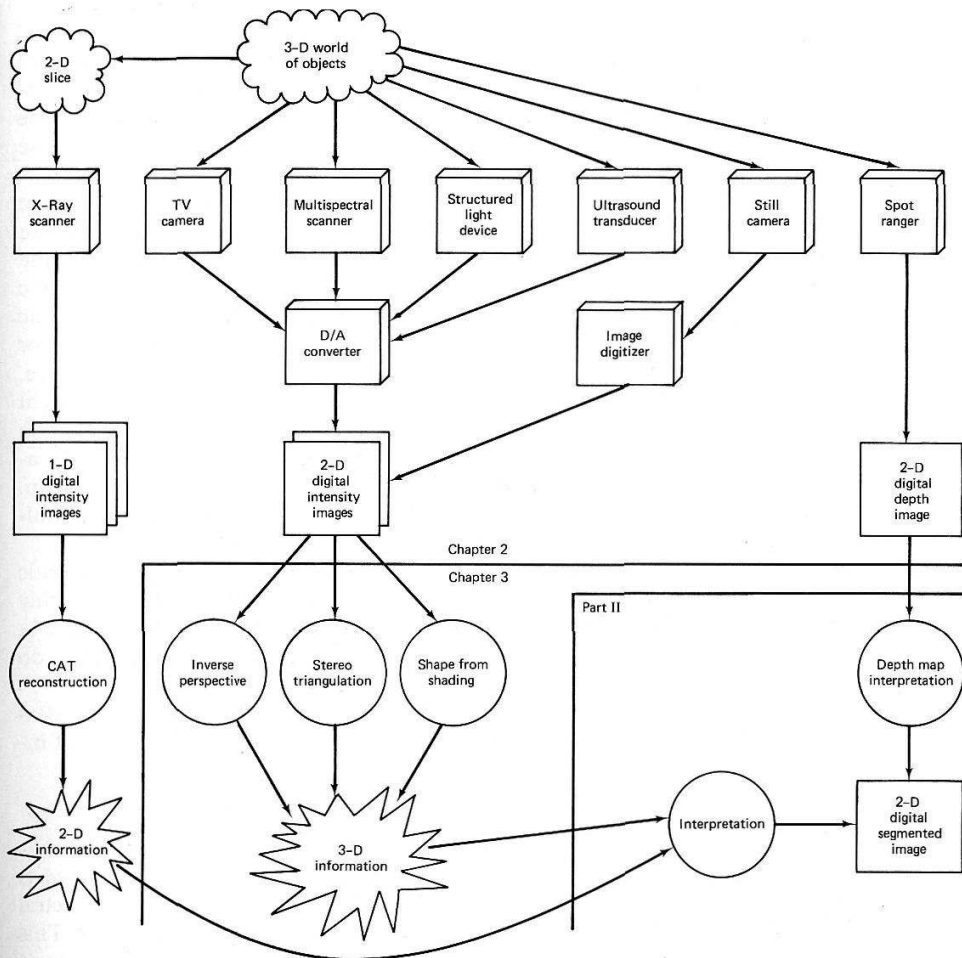 2-D
slice
3-D world
of objects
X-Ray
scanner
TV
camera
Multispectral
scanner
Structured
light
device
Ultrasound
transducer
Still
camera
Spot
ranger
D/A
converter
Image
digitizer
1-D
digital
intensity
images
2-D
digital
intensity
images
2-D
digital
depth
image
Chapter 2
Chapter 3
Part II
CAT
reconstruction
Inverse
perspective
Stereo
triangulation
Shape from
shading
Depth map
interpretation
2-D
information
3-D
information
Interpretation
2-D
digital
segmented
image